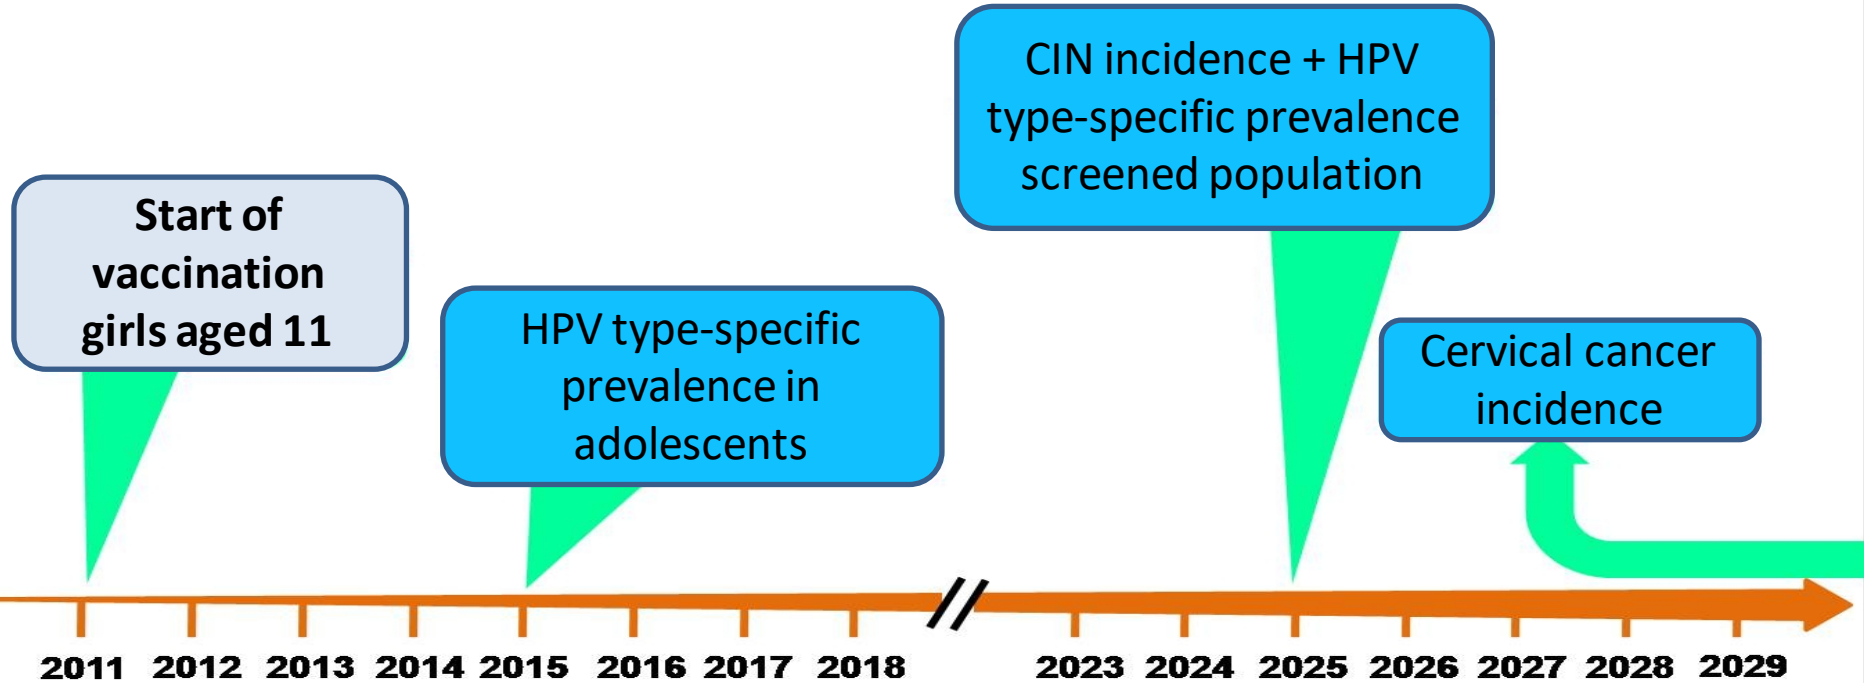 Start of
vaccination
girls aged 11
HPV type-specific
prevalence in
adolescents
CIN incidence + HPV
type-specific prevalence
screened population
Cervical cancer
incidence
2011 2012 2013 2014 2015 2016 2017 2018 2023 2024 2025 2026 2027 2028 2029